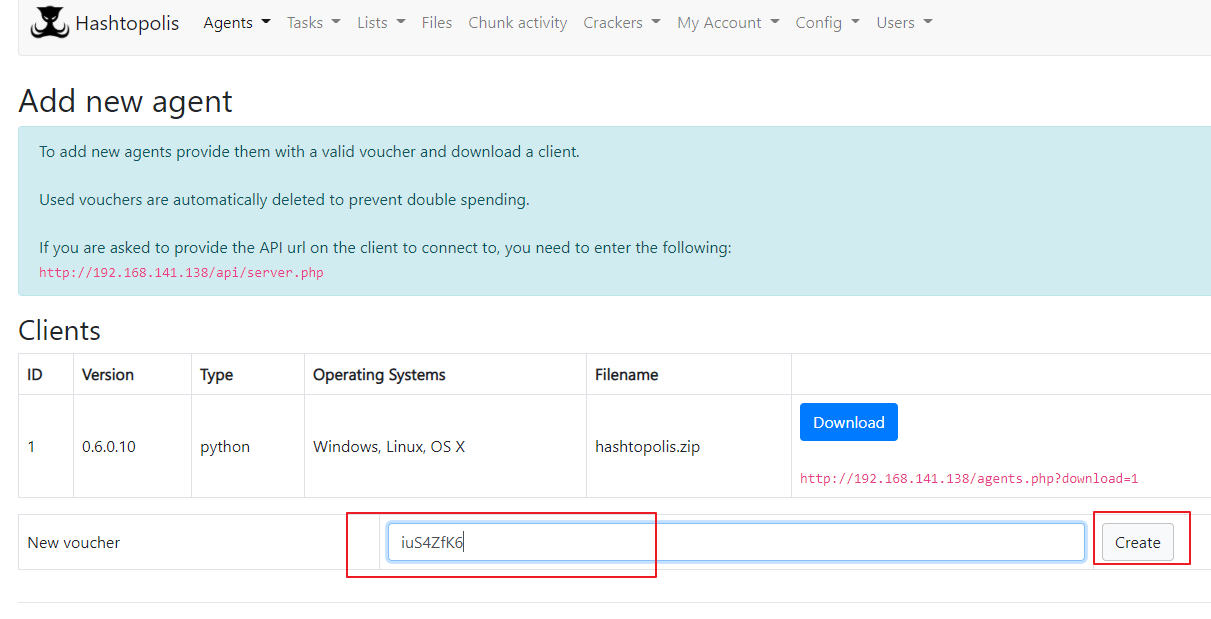 Hashtopolis Agents Tasks Lists Files Chunk activity Crackers My Account Config Users
Add new agent
To add new agents provide them with a valid voucher and download a client.
Used vouchers are automatically deleted to prevent double spending.
If you are asked to provide the API url on the client to connect to, you need to enter the following:
http://192.168.141.138/api/server.php
Clients
ID Version Type Operating Systems Filename
Download
1 0.6.0.10 python Windows, Linux, OS X hashtopolis.zip
http://192.168.141.138/agents.php?download=1
New voucher iuS4ZfK6 Create